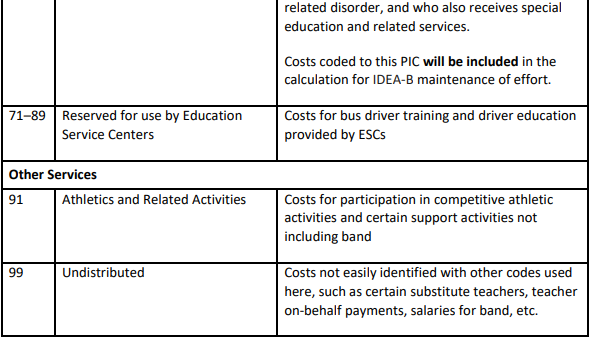 related disorder, and who also receives special
education and related services.
Costs coded to this PIC will be included in the
calculation for IDEA-B maintenance of effort.
71–89 Reserved for use by Education Service Centers
Costs for bus driver training and driver education
provided by ESCs
Other Services
91 Athletics and Related Activities
Costs for participation in competitive athletic
activities and certain support activities not
including band
99 Undistributed
Costs not easily identified with other codes used
here, such as certain substitute teachers, teacher
on-behalf payments, salaries for band, etc.